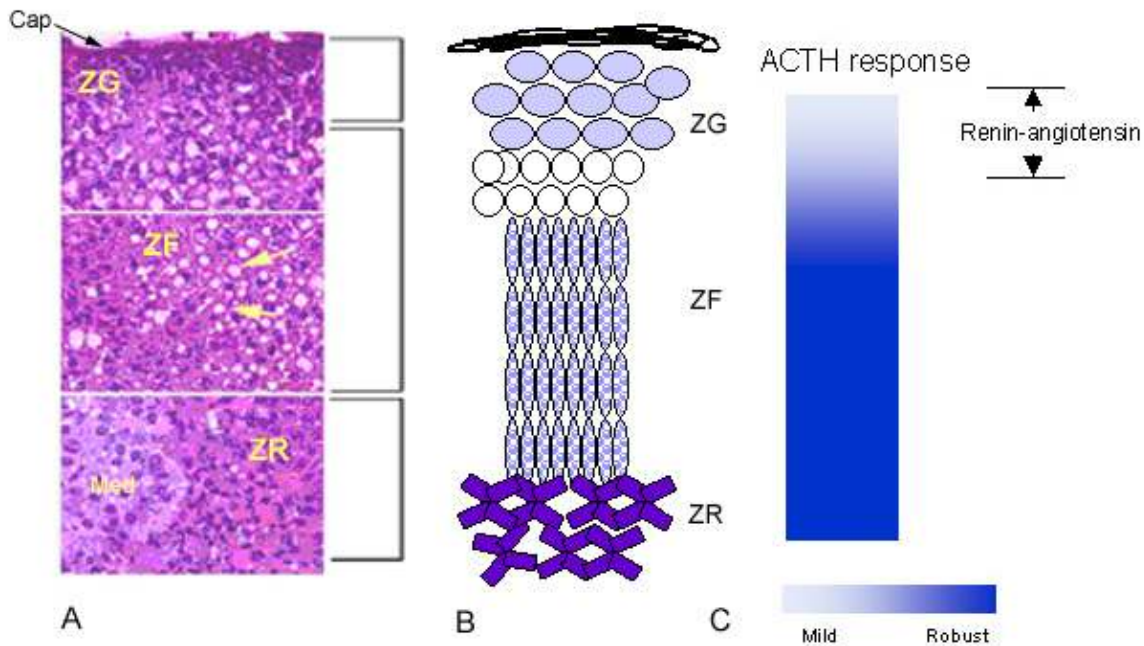 Cap
ZG
ZF
ZR
Med
A
ZG
ZF
ZR
B
ACTH response
Renin-angiotensin
Mild Robust
C